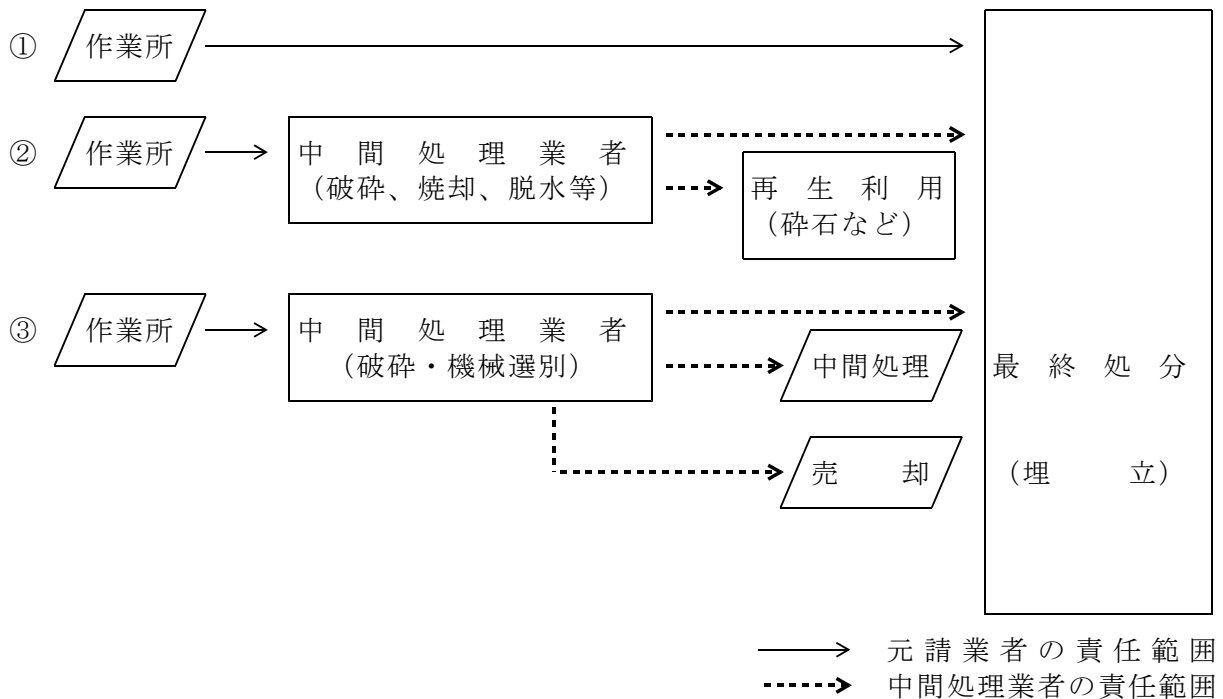 ① 作業所
② 作業所
中間処理業者
（破砕、焼却、脱水等）
再生利用
（砕石など）
③ 作業所
中間処理業者
（破砕・機械選別）
中間処理
売却
最終処分
（埋立）
元請業者の責任範囲
中間処理業者の責任範囲